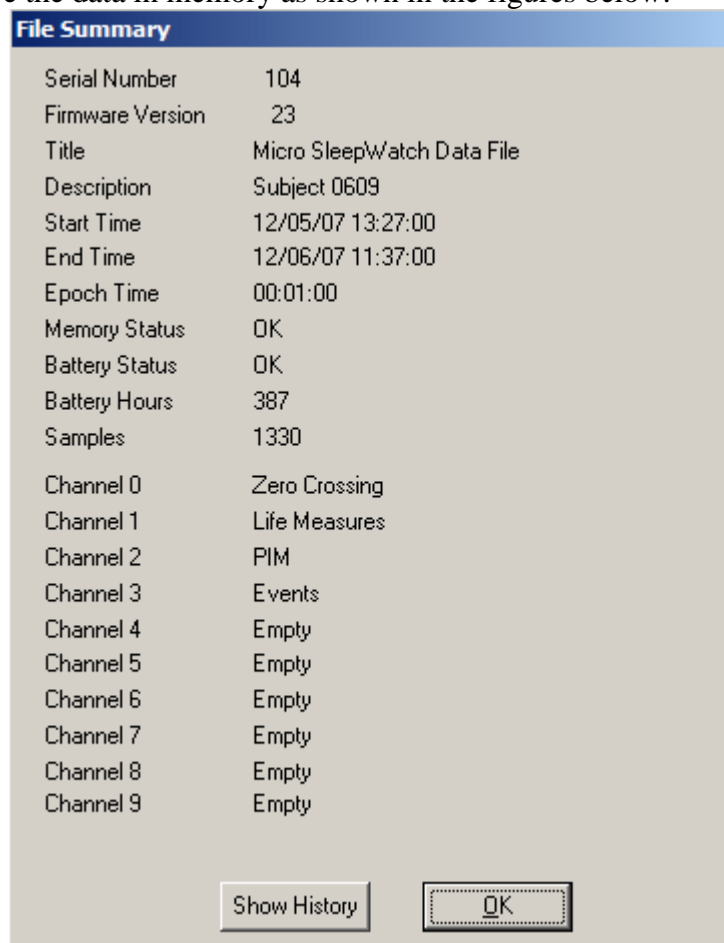 the data in memory as shown in the figures below.
File Summary
Serial Number 104
Firmware Version 23
Title Micro SleepWatch Data File
Description Subject 0609
Start Time 12/05/07 13:27:00
End Time 12/06/07 11:37:00
Epoch Time 00:01:00
Memory Status OK
Battery Status OK
Battery Hours 387
Samples 1330
Channel 0 Zero Crossing
Channel 1 Life Measures
Channel 2 PIM
Channel 3 Events
Channel 4 Empty
Channel 5 Empty
Channel 6 Empty
Channel 7 Empty
Channel 8 Empty
Channel 9 Empty
Show History OK